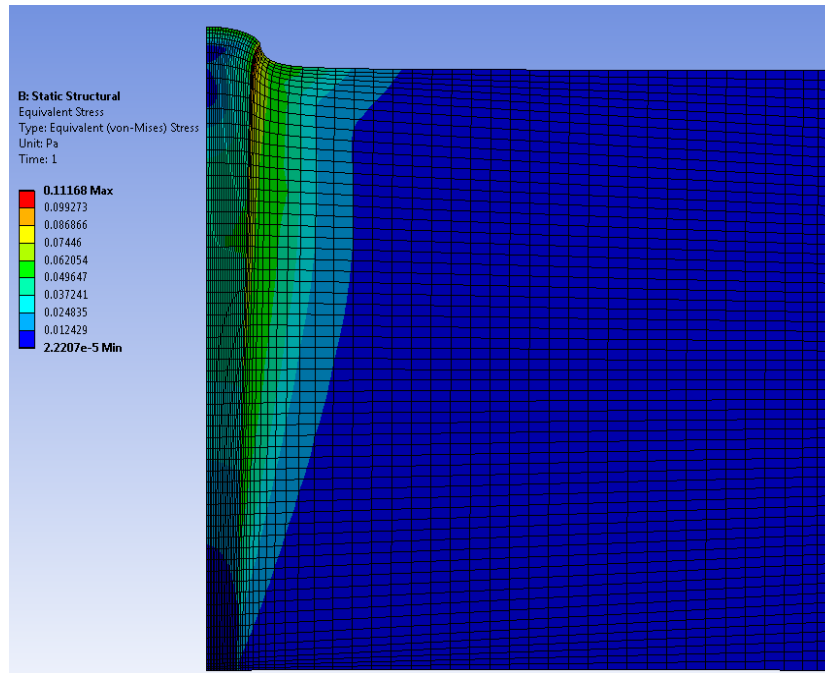 B: Static Structural
Equivalent Stress
Type: Equivalent (von-Mises) Stress
Unit: Pa
Time: 1
0.11168 Max
0.099273
0.086866
0.07446
0.062054
0.049647
0.037241
0.024835
0.012429
2.2207e-5 Min